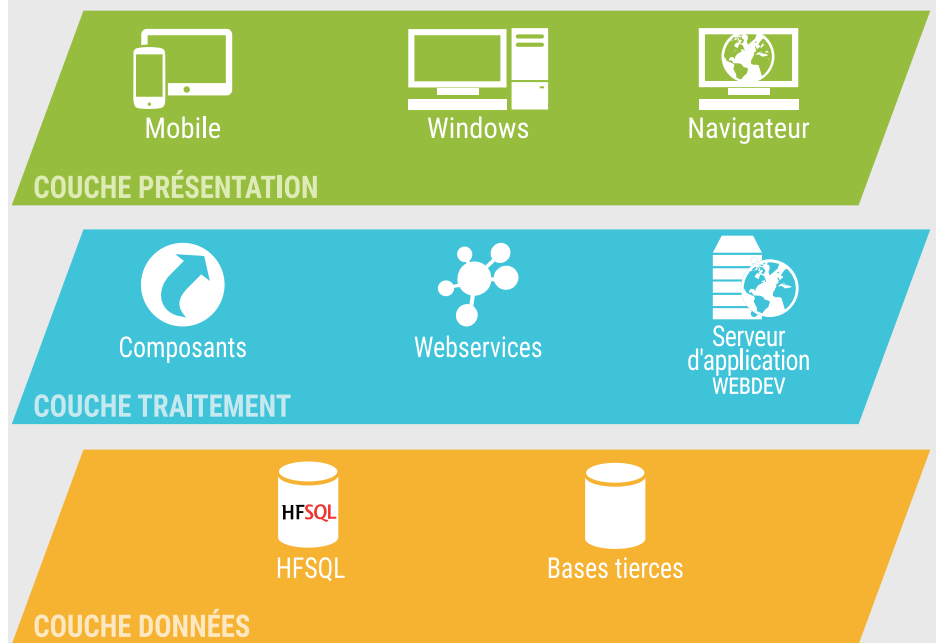 Mobile
Windows
Navigateur
COUCHE PRÉSENTATION
Composants
Webservices
Serveur
d'application
WEBDEV
COUCHE TRAITEMENT
HFSQL
HFSQL
Bases tierces
COUCHE DONNÉES